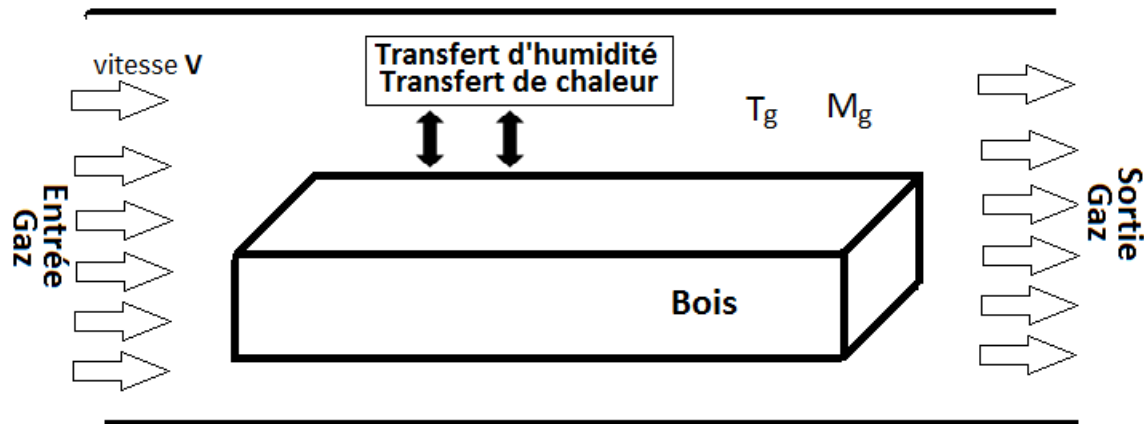 vitesse V
Transfert d'humidité
Transfert de chaleur
Tg
Mg
Entrée
Gaz
Bois
Sortie
Gaz